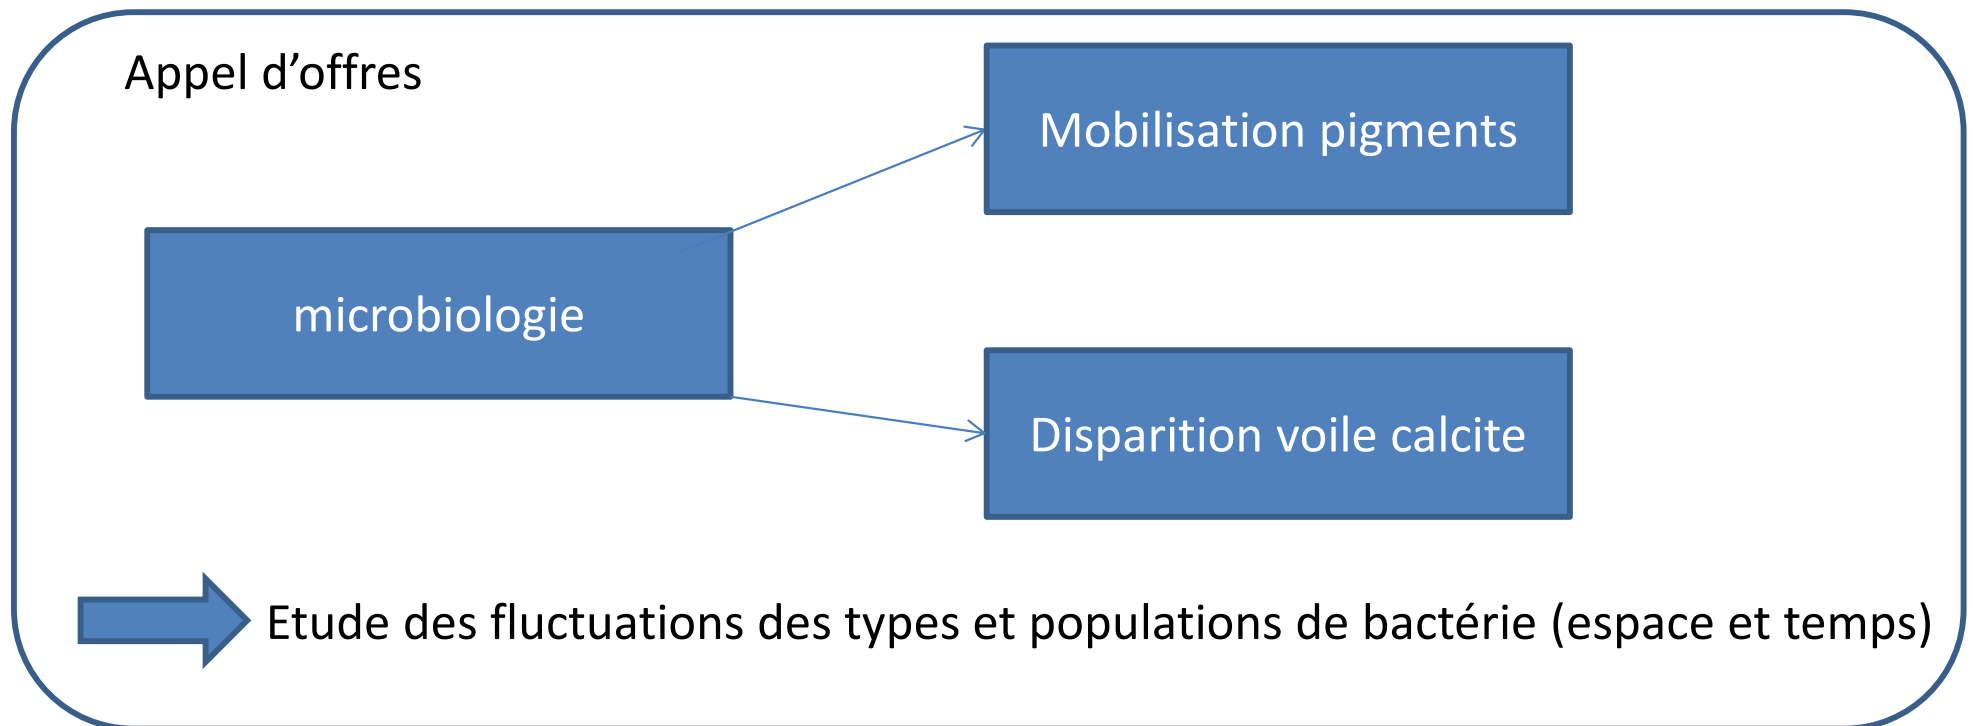 Appel d’offres
Mobilisation pigments
microbiologie
Disparition voile calcite
Etude des fluctuations des types et populations de bactérie (espace et temps)